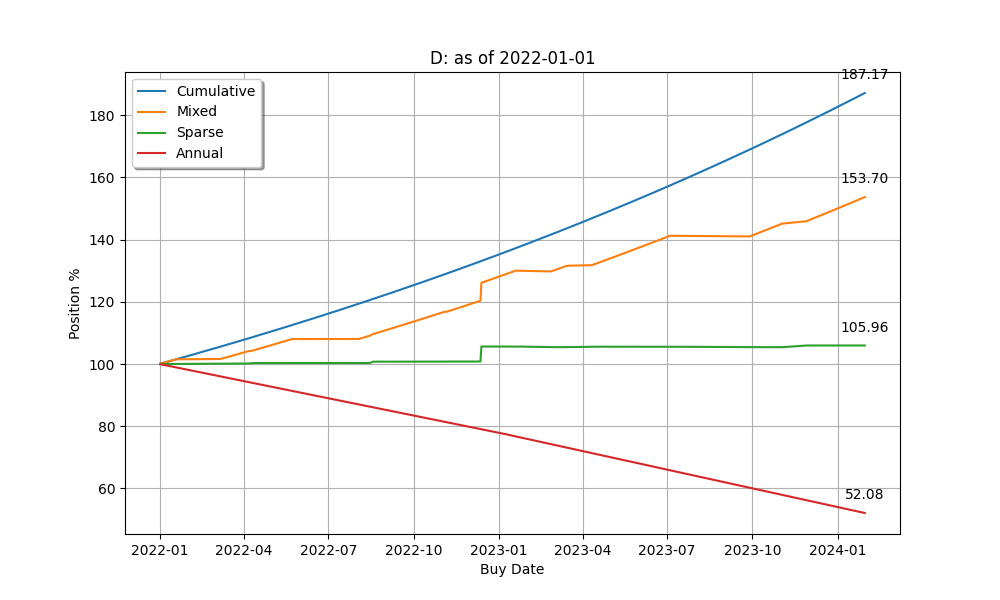 D: as of 2022-01-01
187.17
Cumulative
Mixed
Sparse
Annual
180
160
153.70
140
120
105.96
100
80
60
52.08
Position %
2022-01 2022-04 2022-07 2022-10 2023-01 2023-04 2023-07 2023-10 2024-01
Buy Date